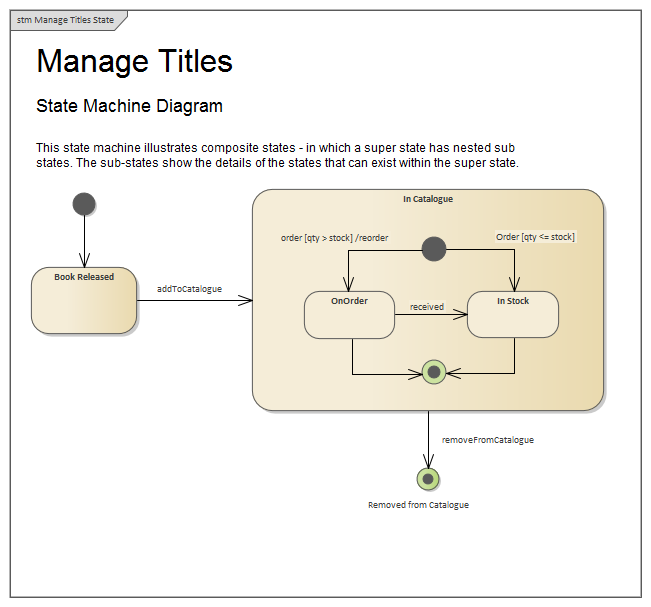 stm Manage Titles State
Manage Titles
State Machine Diagram
This state machine illustrates composite states - in which a super state has nested sub
states. The sub-states show the details of the states that can exist within the super state.
In Catalogue
order [qty > stock] /reorder
Order [qty <= stock]
Book Released
addToCatalogue
OnOrder
received
In Stock
removeFromCatalogue
Removed from Catalogue